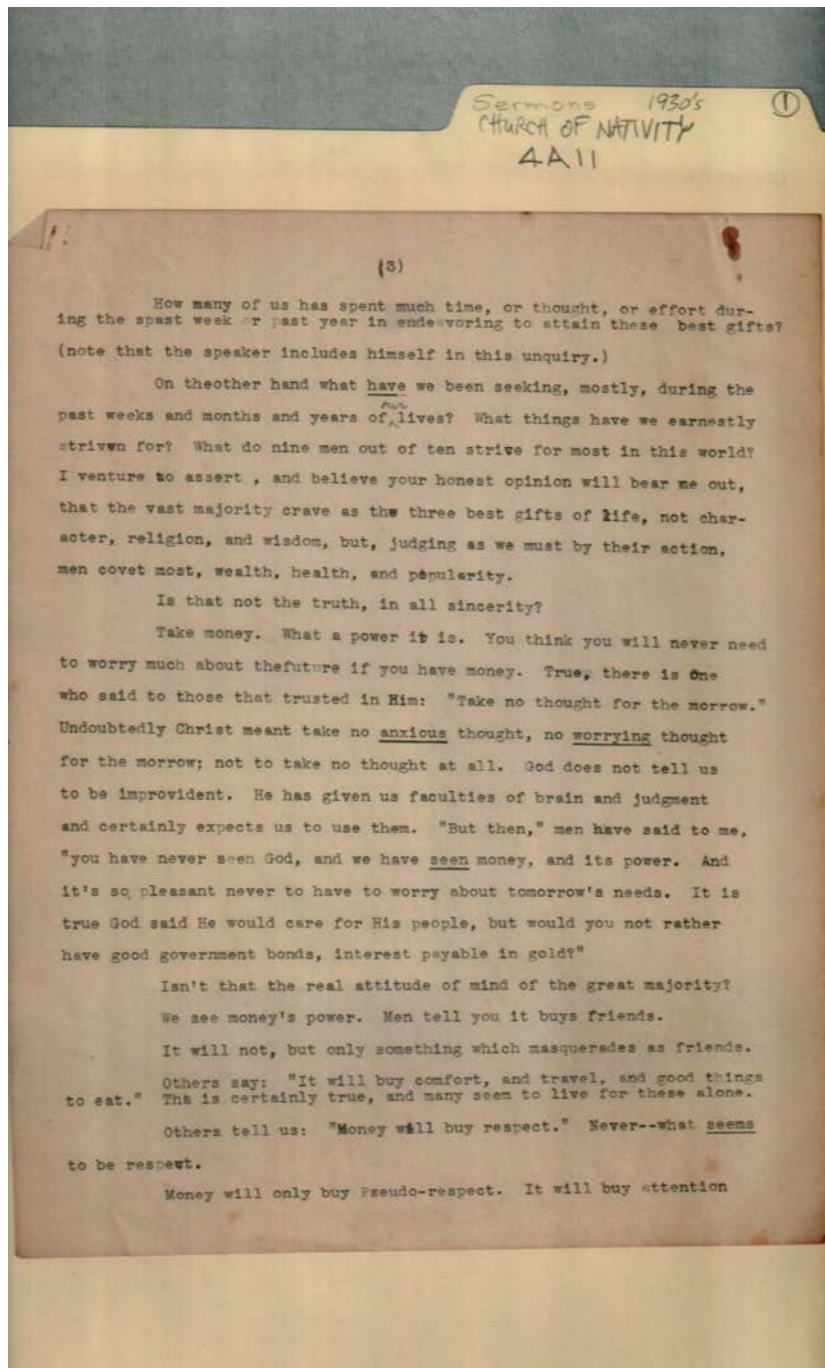 Sermons 1930's
①
CHURCH OF NATIVITY
4A11
(3)
How many of us has spent much time, or thought, or effort dur-
ing the spast week or past year in endeavoring to attain these best gifts?
(note that the speaker includes himself in this unquiry.)
On theother hand what have we been seeking, mostly, during the
past weeks and months and years of our lives? What things have we earnestly
striven for? What do nine men out of ten strive for most in this world?
I venture to assert , and believe your honest opinion will bear me out,
that the vast majority crave as the three best gifts of life, not char-
acter, religion, and wisdom, but, judging as we must by their action,
men covet most, wealth, health, and popularity.
Is that not the truth, in all sincerity?
Take money. What a power it is. You think you will never need
to worry much about thefuture if you have money. True, there is One
who said to those that trusted in Him: "Take no thought for the morrow."
Undoubtedly Christ meant take no anxious thought, no worrying thought
for the morrow; not to take no thought at all. God does not tell us
to be improvident. He has given us faculties of brain and judgment
and certainly expects us to use them. "But then," men have said to me,
"you have never seen God, and we have seen money, and its power. And
it's so pleasant never to have to worry about tomorrow's needs. It is
true God said He would care for His people, but would you not rather
have good government bonds, interest payable in gold?"
Isn't that the real attitude of mind of the great majority?
We see money's power. Men tell you it buys friends.
It will not, but only something which masquerades as friends.
Others say: "It will buy comfort, and travel, and good things
to eat." Tha is certainly true, and many seem to live for these alone.
Others tell us: "Money will buy respect." Never--what seems
to be respect.
Money will only buy Pseudo-respect. It will buy attention